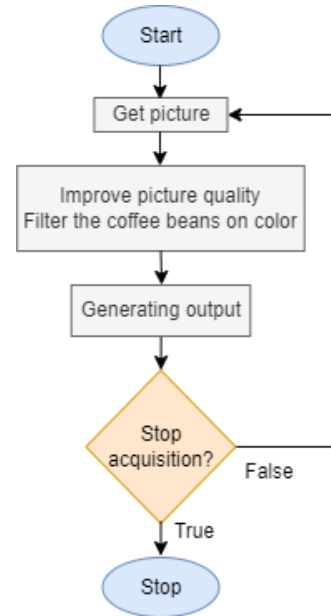 Start
Get picture
Improve picture quality
Filter the coffee beans on color
Generating output
Stop
acquisition?
False
True
Stop